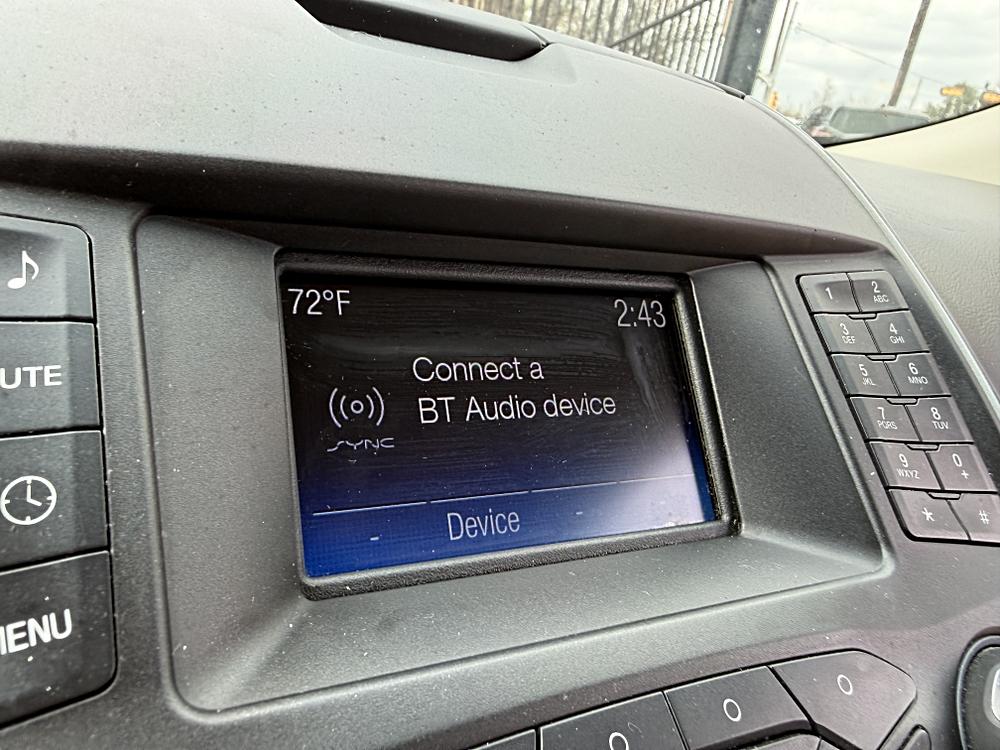 72°F
2:43
Connect a
BT Audio device
SYNC
Device
UTE
MENU
1
2
ABC
3
DEF
4
GHI
5
JKL
6
MNO
7
PQRS
8
TUV
9
WXYZ
0
+
*
#